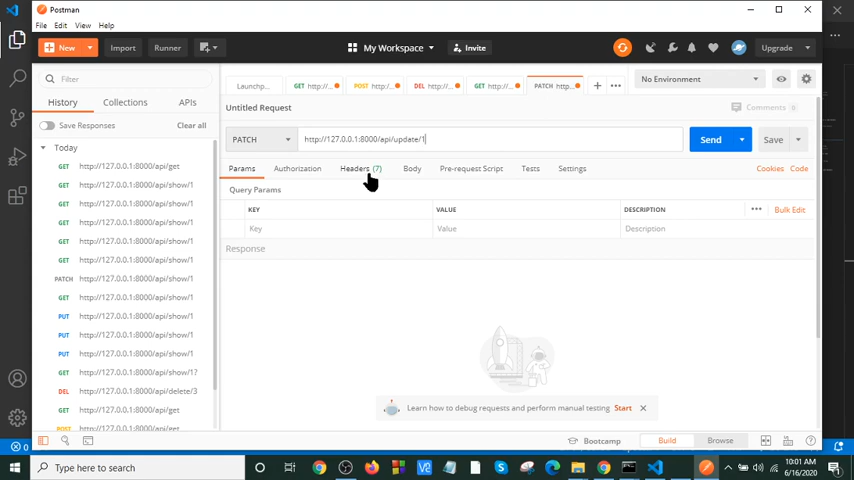 Postman
File Edit View Help
New Import Runner My Workspace Invite Upgrade
Filter
History Collections APIs
Save Responses Clear all
Today
GET http://127.0.0.1:8000/api/get
GET http://127.0.0.1:8000/api/show/1
GET http://127.0.0.1:8000/api/show/1
GET http://127.0.0.1:8000/api/show/1
GET http://127.0.0.1:8000/api/show/1
GET http://127.0.0.1:8000/api/show/1
PATCH http://127.0.0.1:8000/api/show/1
GET http://127.0.0.1:8000/api/show/1
PUT http://127.0.0.1:8000/api/show/1
PUT http://127.0.0.1:8000/api/show/1
PUT http://127.0.0.1:8000/api/show/1
GET http://127.0.0.1:8000/api/show/1?
DEL http://127.0.0.1:8000/api/delete/3
GET http://127.0.0.1:8000/api/get
POST http://127.0.0.1:8000/api/get
Launchp... GET http://... POST http://... DEL http://... GET http://... PATCH http... No Environment
Untitled Request Comments 0
PATCH http://127.0.0.1:8000/api/update/1 Send Save
Params Authorization Headers (7) Body Pre-request Script Tests Settings Cookies Code
Query Params
KEY VALUE DESCRIPTION Bulk Edit
Key Value Description
Response
Learn how to debug requests and perform manual testing Start
Bootcamp Build Browse
0
Type here to search
10:01 AM
6/16/2020